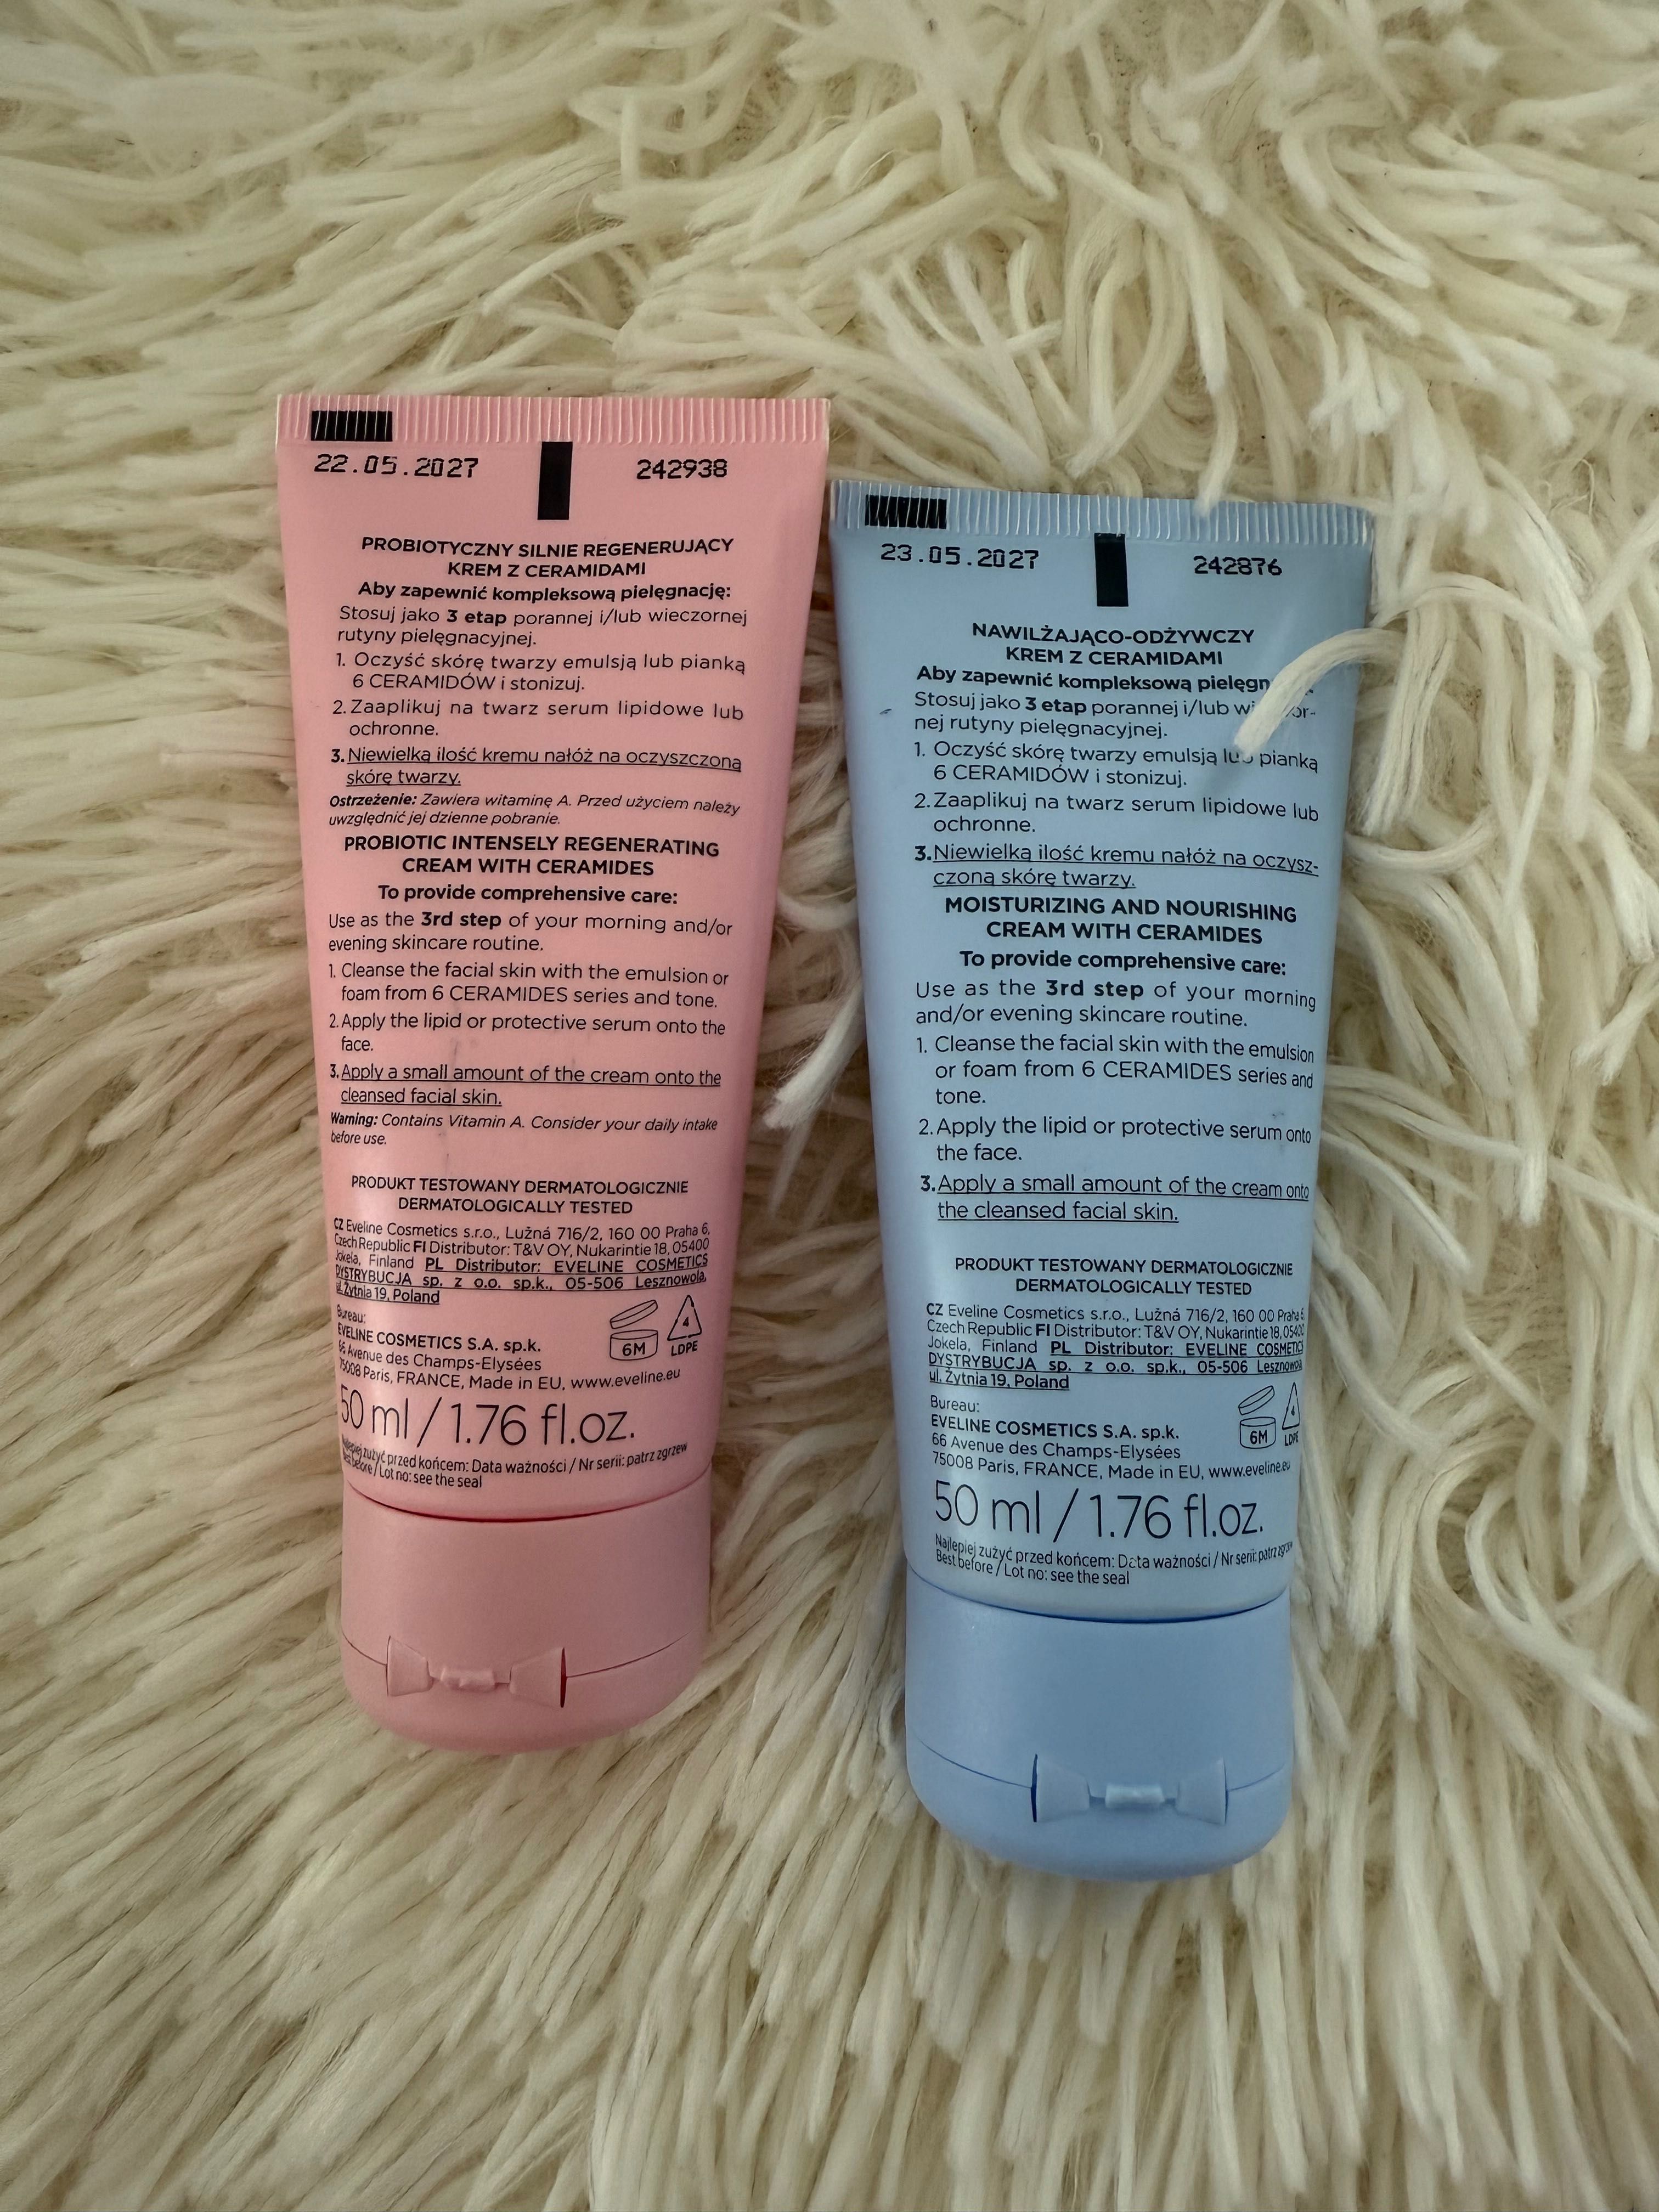 22.05.2027 242938
PROBIOTYCZNY SILNIE REGENERUJĄCY
KREM Z CERAMIDAMI
Aby zapewnić kompleksową pielęgnację:
Stosuj jako 3 etap porannej i/lub wieczornej
rutyny pielęgnacyjnej.
1. Oczyść skórę twarzy emulsją lub pianką
6 CERAMIDÓW i stonizuj.
2. Zaaplikuj na twarz serum lipidowe lub
ochronne.
3. Niewielką ilość kremu nałóż na oczyszczoną
skórę twarzy.
Ostrzeżenie: Zawiera witaminę A. Przed użyciem należy
uwzględnić jej dzienne pobranie.
PROBIOTIC INTENSELY REGENERATING
CREAM WITH CERAMIDES
To provide comprehensive care:
Use as the 3rd step of your morning and/or
evening skincare routine.
1. Cleanse the facial skin with the emulsion or
foam from 6 CERAMIDES series and tone.
2. Apply the lipid or protective serum onto the
face.
3. Apply a small amount of the cream onto the
cleansed facial skin.
Warning: Contains Vitamin A. Consider your daily intake
before use.
PRODUKT TESTOWANY DERMATOLOGICZNIE
DERMATOLOGICALLY TESTED
CZ Eveline Cosmetics s.r.o., Lužná 716/2, 160 00 Praha 6,
Czech Republic FI Distributor: T&V OY, Nukarintie 18, 05400
Jokela, Finland PL Distributor: EVELINE COSMETICS
DYSTRYBUCJA sp. z o.o. sp.k., 05-506 Lesznowola,
ul. Żytnia 19, Poland
Bureau:
EVELINE COSMETICS S.A. sp.k.
66 Avenue des Champs-Elysées
75008 Paris, FRANCE, Made in EU, www.eveline.eu
6M
4
LDPE
50 ml / 1.76 fl.oz.
Najlepiej zużyć przed końcem: Data ważności / Nr serii: patrz zgrzew
Best before / Lot no: see the seal
23.05.2027 242876
NAWILŻAJĄCO-ODŻYWCZY
KREM Z CERAMIDAMI
Aby zapewnić kompleksową
Stosuj jako 3 etap porannej i/lub
nej rutyny pielęgnacyjnej.
1. Oczyść skórę twarzy emulsją lub pianką
6 CERAMIDÓW i stonizuj.
2. Zaaplikuj na twarz serum lipidowe lub
ochronne.
3. Niewielką ilość kremu nałóż na oczysz-
czoną skórę twarzy.
MOISTURIZING AND NOURISHING
CREAM WITH CERAMIDES
To provide comprehensive care:
Use as the 3rd step of your morning
and/or evening skincare routine.
1. Cleanse the facial skin with the emulsion
or foam from 6 CERAMIDES series and
tone.
2. Apply the lipid or protective serum onto
the face.
3. Apply a small amount of the cream onto
the cleansed facial skin.
PRODUKT TESTOWANY DERMATOLOGICZNIE
DERMATOLOGICALLY TESTED
CZ Eveline Cosmetics s.r.o., Lužná 716/2, 160 00 Praha 6,
Czech Republic FI Distributor: T&V OY, Nukarintie 18, 05400
Jokela, Finland PL Distributor: EVELINE COSMETICS
DYSTRYBUCJA sp. z o.o. sp.k., 05-506 Lesznowola,
ul. Żytnia 19, Poland
Bureau:
EVELINE COSMETICS S.A. sp.k.
66 Avenue des Champs-Elysées
75008 Paris, FRANCE, Made in EU, www.eveline.eu
6M
4
LDPE
50 ml / 1.76 fl.oz.
Najlepiej zużyć przed końcem: Data ważności / Nr serii: patrz zgrzew
Best before / Lot no: see the seal